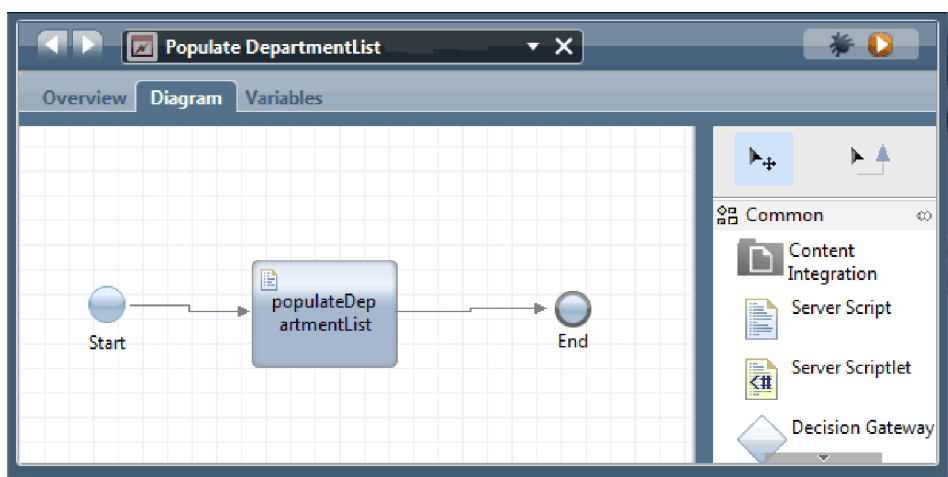 Populate DepartmentList
Overview Diagram Variables
Common
Content
Integration
Server Script
Server Scriptlet
Decision Gateway
populateDep
artmentList
Start
End